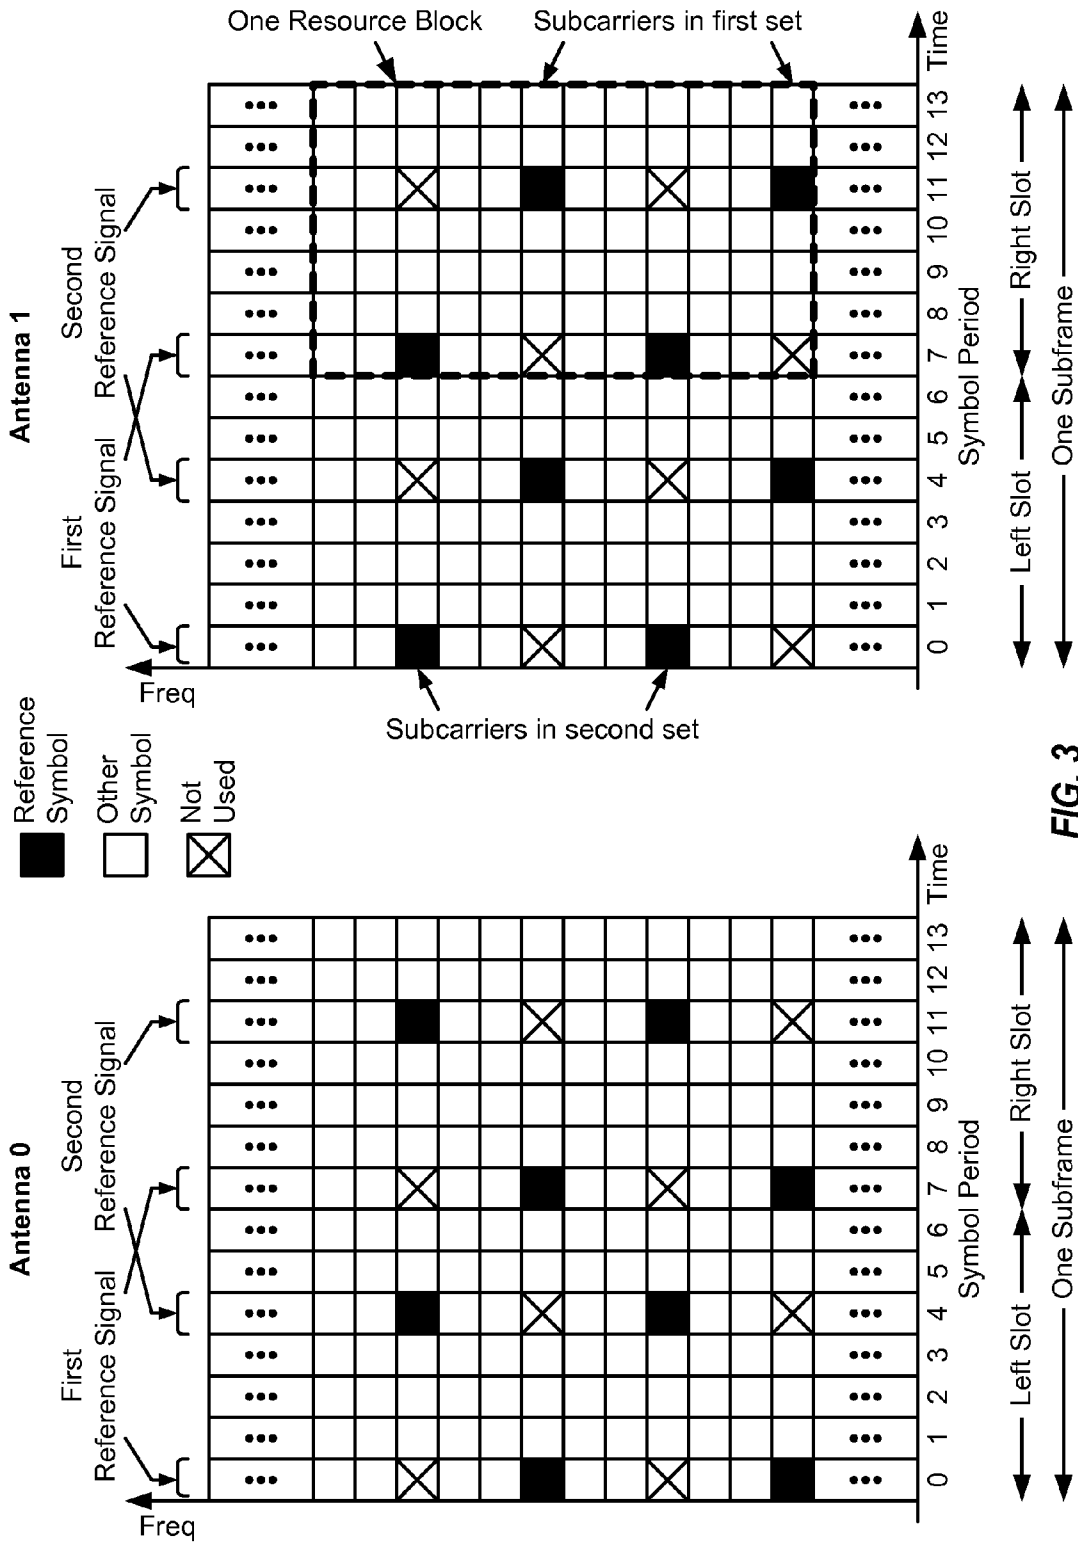 Antenna 0
First
Reference Signal
Second
Reference Signal
Freq
•••
•••
0 1 2 3 4 5 6 7 8 9 10 11 12 13
Time
Symbol Period
Left Slot
Right Slot
One Subframe
Reference
Symbol
Other
Symbol
Not
Used
Antenna 1
First
Reference Signal
Second
Reference Signal
One Resource Block
Subcarriers in first set
Subcarriers in second set
Freq
•••
•••
0 1 2 3 4 5 6 7 8 9 10 11 12 13
Time
Symbol Period
Left Slot
Right Slot
One Subframe
FIG. 3